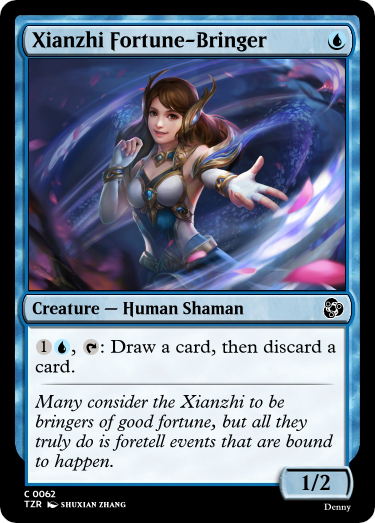 Xianzhi Fortune-Bringer
Creature — Human Shaman
1, : Draw a card, then discard a
card.
Many consider the Xianzhi to be
bringers of good fortune, but all they
truly do is foretell events that are bound
to happen.
1/2
C 0062
TZR SHUXIAN ZHANG
Denny